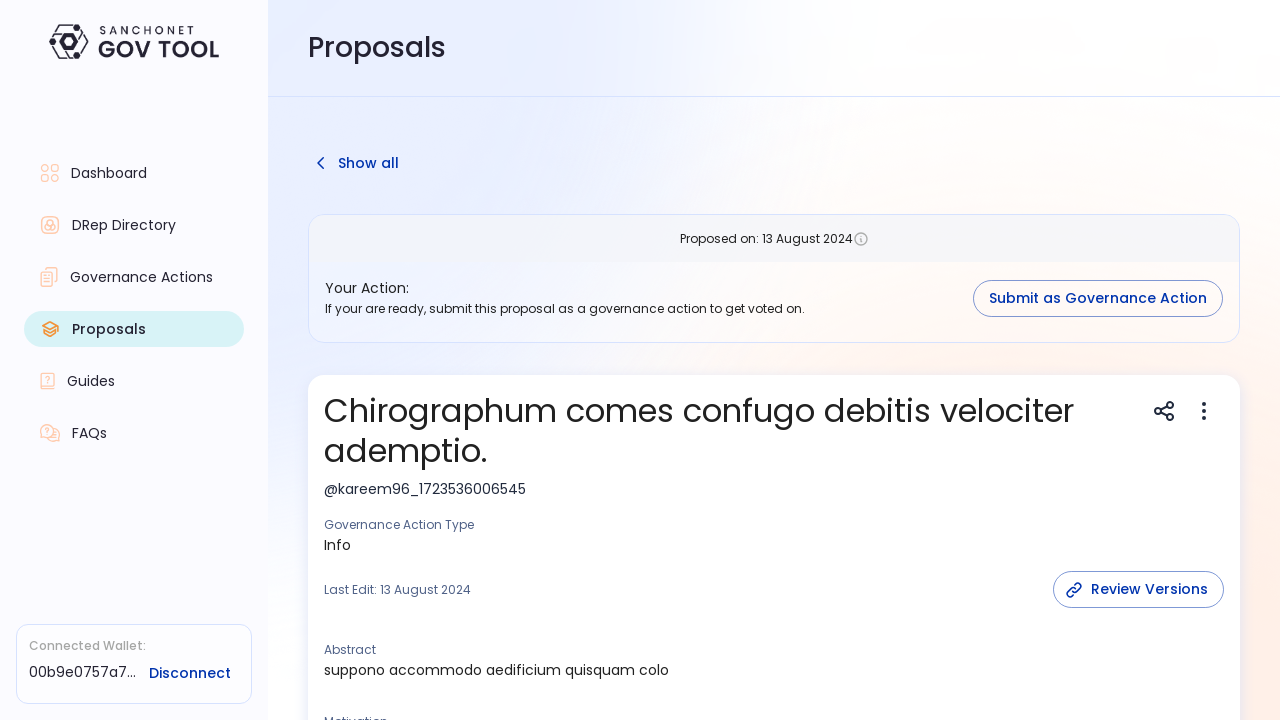 SANCHONET
GOV TOOL
Dashboard
DRep Directory
Governance Actions
Proposals
Guides
FAQs
Connected Wallet:
00b9e0757a7...
Disconnect
Proposals
Show all
Proposed on: 13 August 2024
Your Action:
If your are ready, submit this proposal as a governance action to get voted on.
Submit as Governance Action
Chirographum comes confugo debitis velociter
ademptio.
@kareem96_1723536006545
Governance Action Type
Info
Last Edit: 13 August 2024
Review Versions
Abstract
suppono accommodo aedificium quisquam colo
Motivation